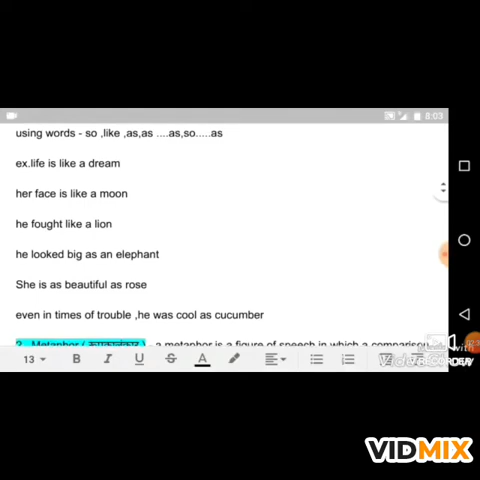 8:03
using words - so ,like ,as,as ....as,so.....as
ex.life is like a dream
her face is like a moon
he fought like a lion
he looked big as an elephant
She is as beautiful as rose
even in times of trouble ,he was cool as cucumber
2. Metaphor ( - a metaphor is a figure of speech in which a comparison
13 B I U S A
with
RECORDER
VIDMIX